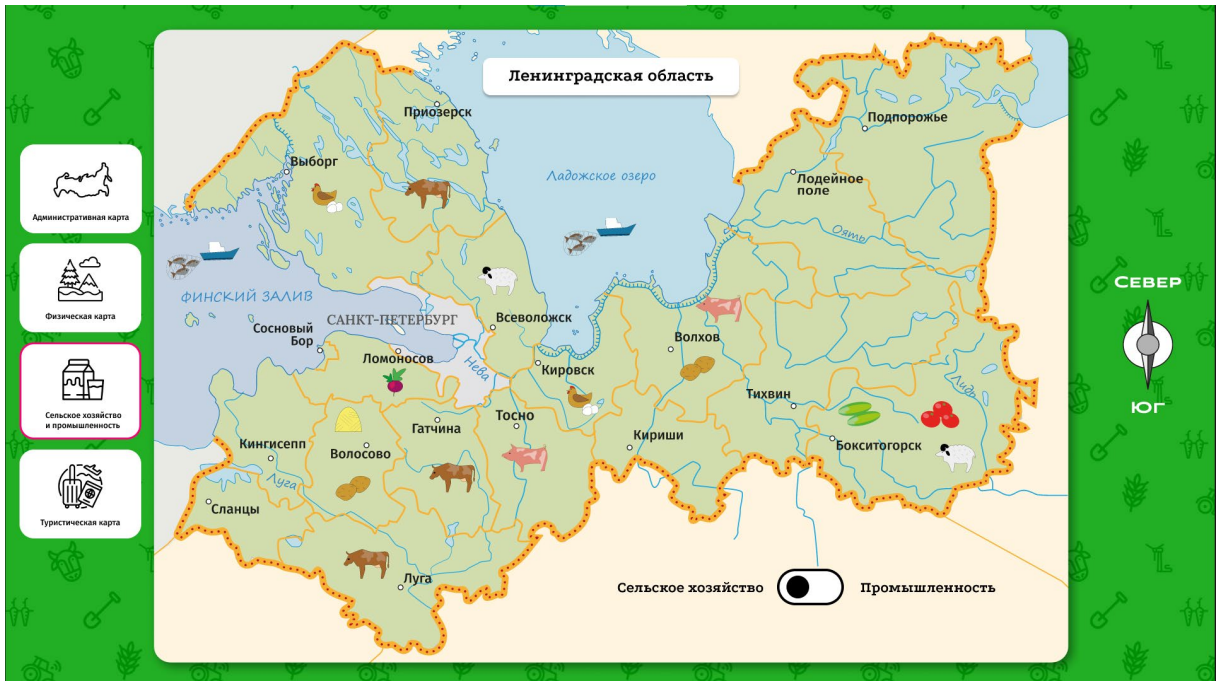 Ленинградская область
Административная карта
Физическая карта
Сельское хозяйство
и промышленность
Туристическая карта
Приозерск
Подпорожье
Выборг
Ладожское озеро
Лодейное
поле
Оять
ФИНСКИЙ ЗАЛИВ
САНКТ-ПЕТЕРБУРГ
Всеволожск
Сосновый
Бор
Ломоносов
Нева
Кировск
Волхов
Лидь
Тихвин
Тосно
Гатчина
Кингисепп
Волосово
Кириши
Бокситогорск
Луга
Сланцы
Луга
Сельское хозяйство
Промышленность
СЕВЕР
ЮГ